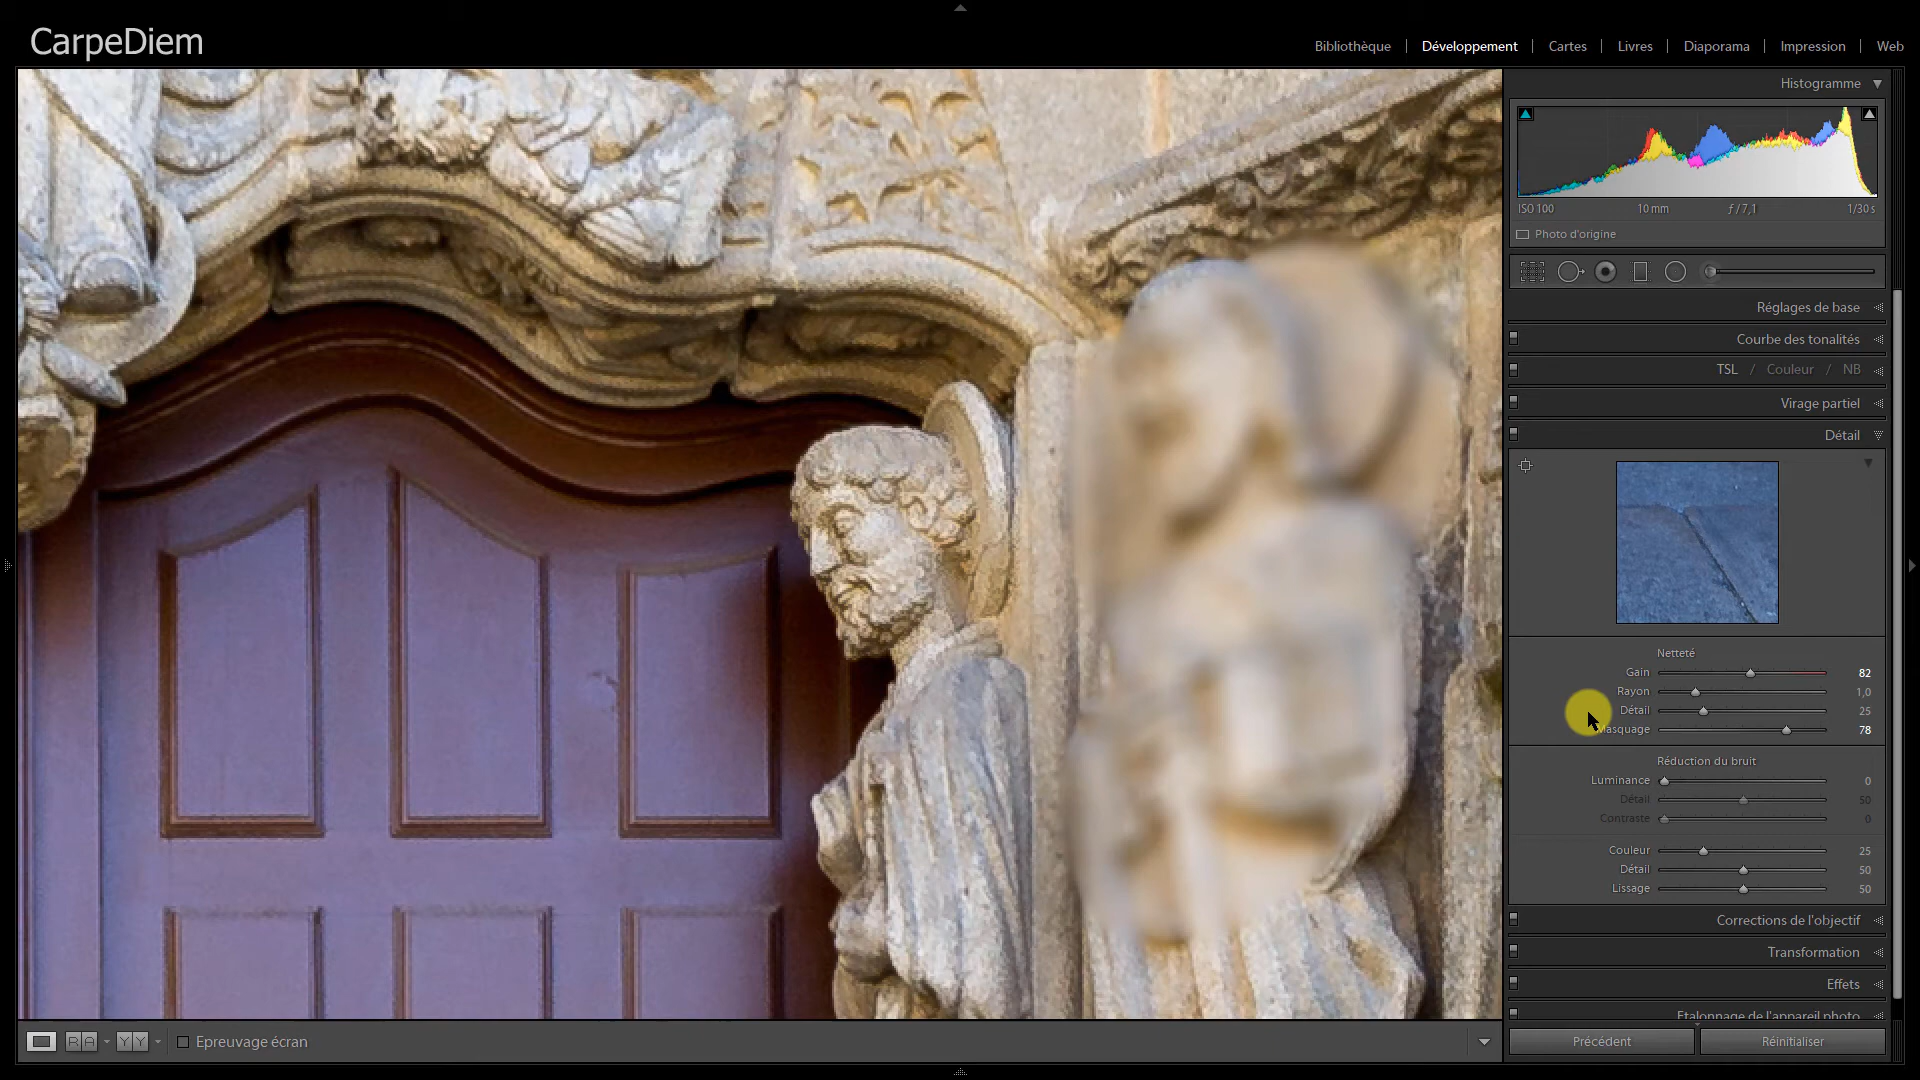 CarpeDiem
Bibliothèque | Développement | Cartes | Livres | Diaporama | Impression | Web
Histogramme
ISO 100 10 mm ƒ / 7,1 1/30 s
Photo d'origine
Réglages de base
Courbe des tonalités
TSL / Couleur / NB
Virage partiel
Détail
Netteté
Gain 82
Rayon 1,0
Détail 25
Masquage 78
Réduction du bruit
Luminance 0
Détail 50
Contraste 0
Couleur 25
Détail 50
Lissage 50
Corrections de l'objectif
Transformation
Effets
Etalonnage de l'appareil photo
R A Y Y Epreuvage écran
Précédent Réinitialiser